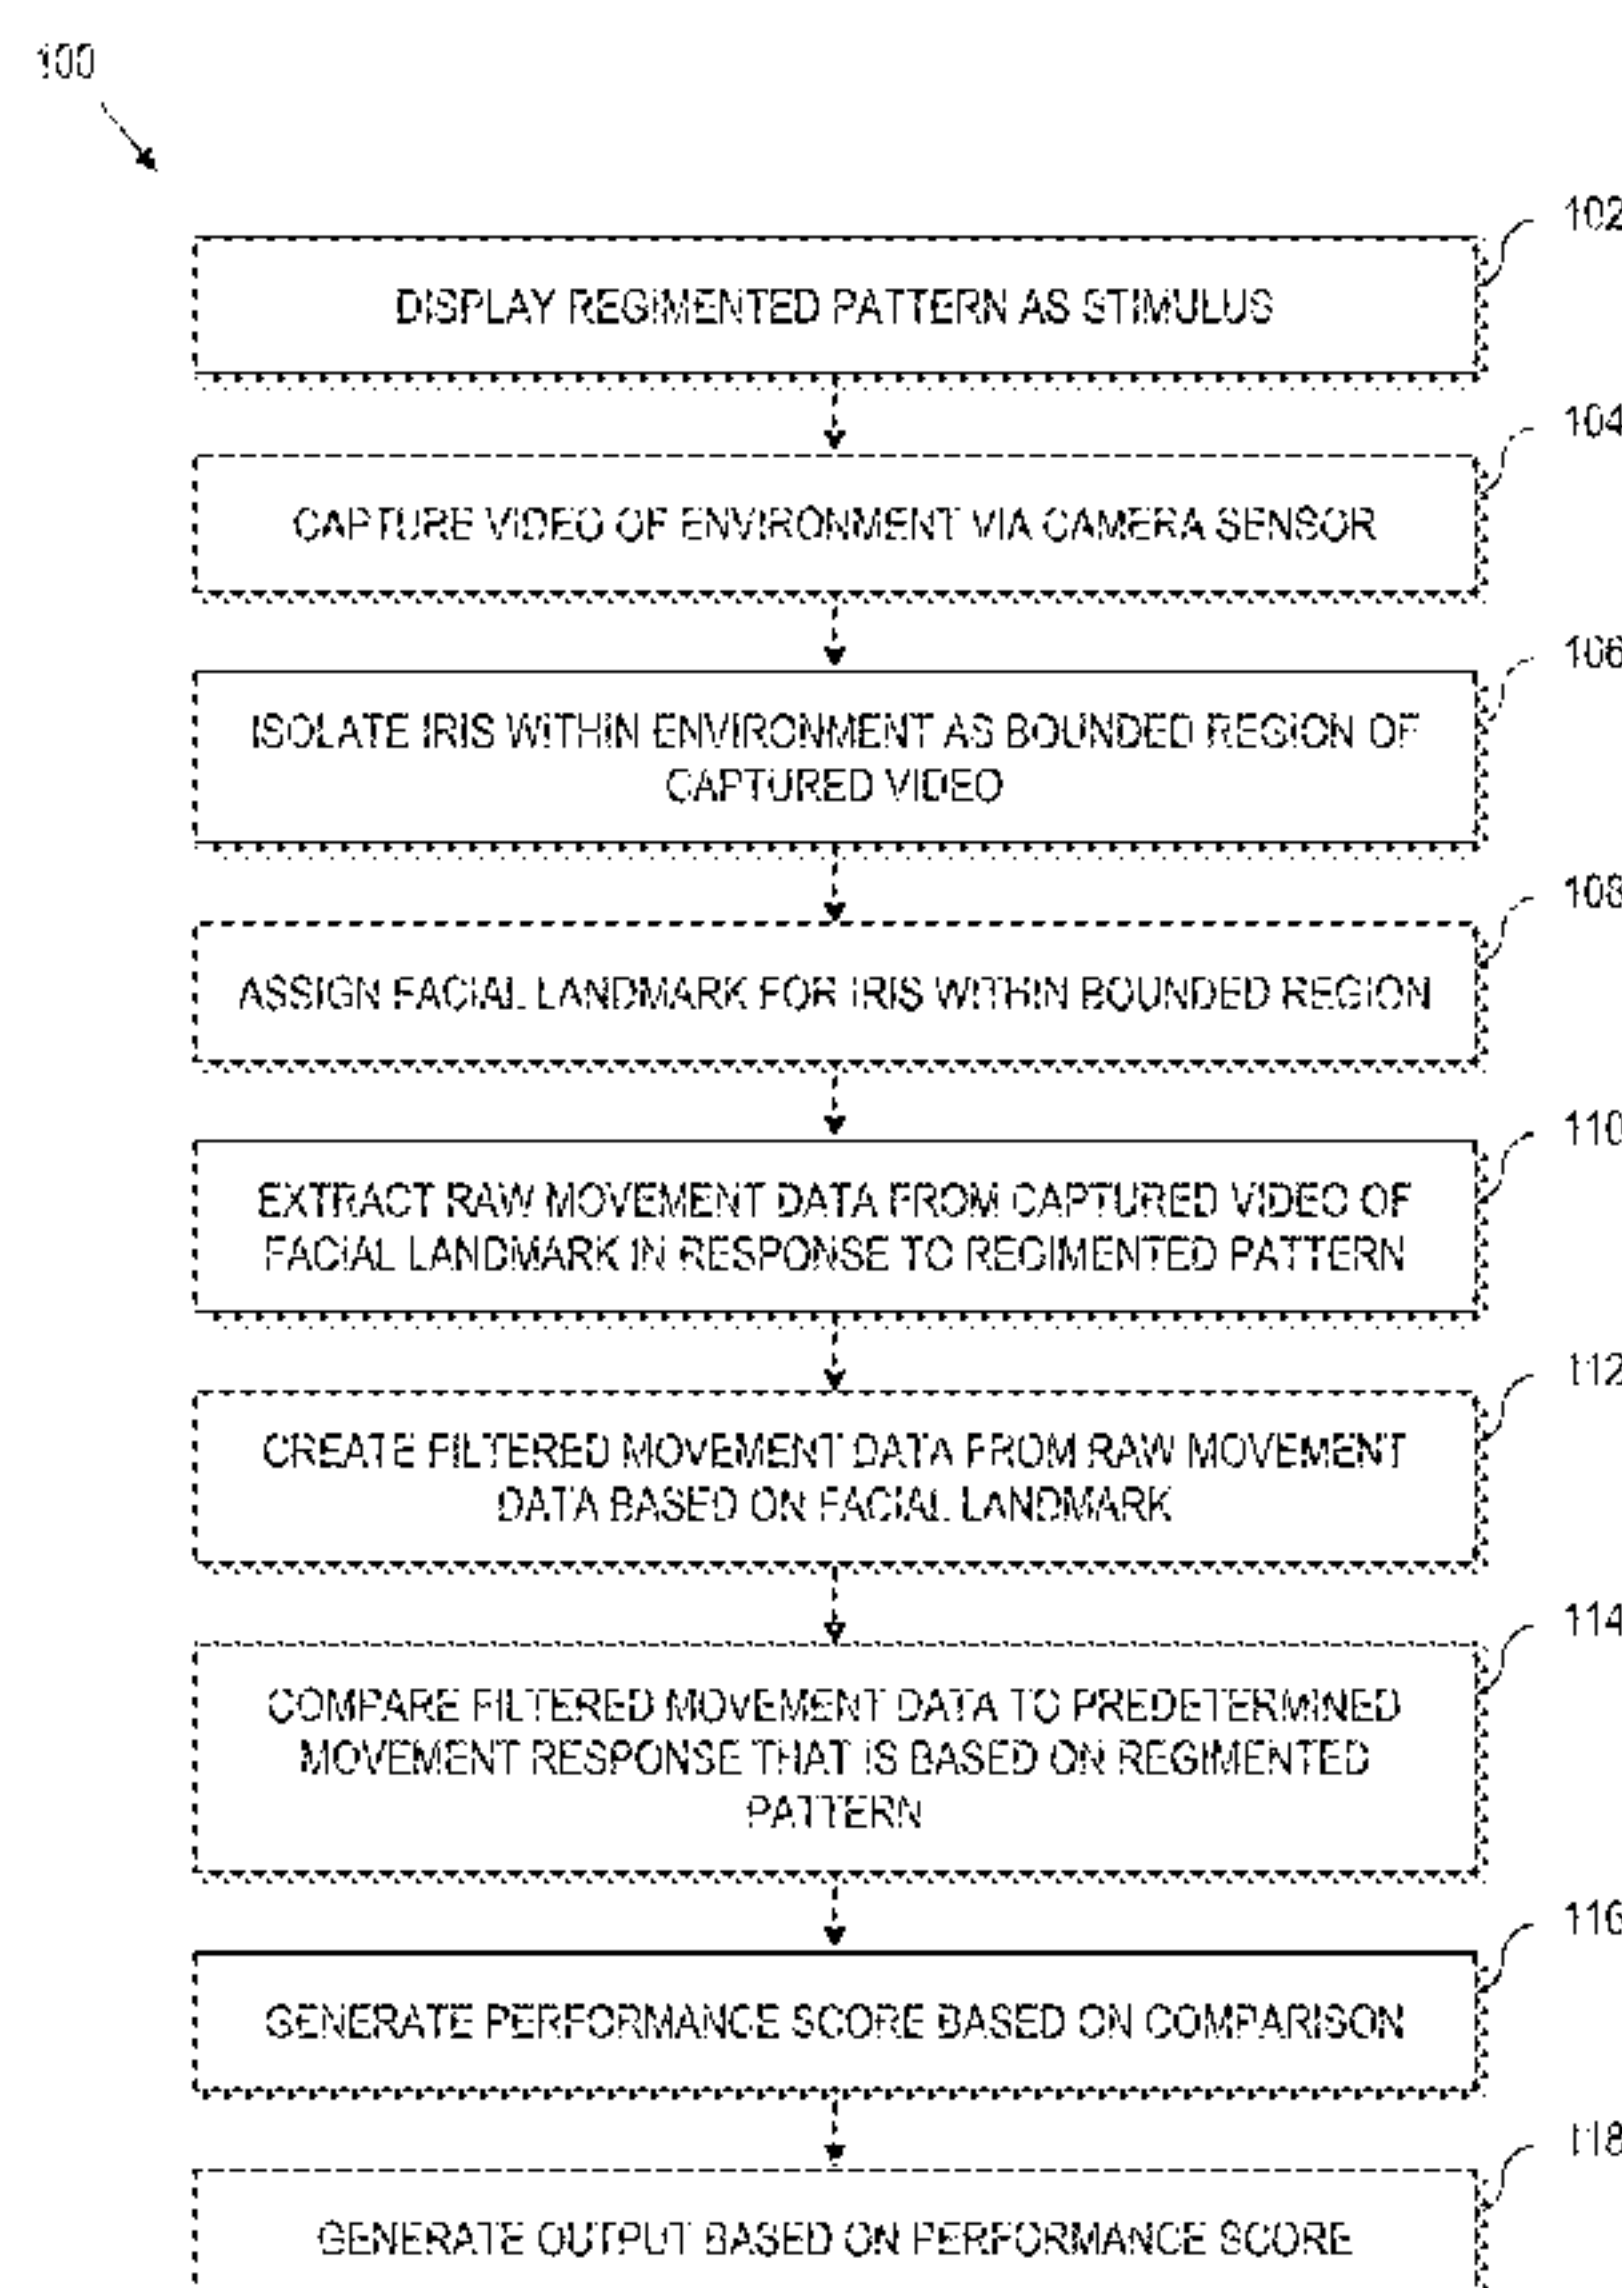 100
102
DISPLAY REGIMENTED PATTERN AS STIMULUS
104
CAPTURE VIDEO OF ENVIRONMENT VIA CAMERA SENSOR
106
ISOLATE IRIS WITHIN ENVIRONMENT AS BOUNDED REGION OF
CAPTURED VIDEO
108
ASSIGN FACIAL LANDMARK FOR IRIS WITHIN BOUNDED REGION
110
EXTRACT RAW MOVEMENT DATA FROM CAPTURED VIDEO OF
FACIAL LANDMARK IN RESPONSE TO REGIMENTED PATTERN
112
CREATE FILTERED MOVEMENT DATA FROM RAW MOVEMENT
DATA BASED ON FACIAL LANDMARK
114
COMPARE FILTERED MOVEMENT DATA TO PREDETERMINED
MOVEMENT RESPONSE THAT IS BASED ON REGIMENTED
PATTERN
116
GENERATE PERFORMANCE SCORE BASED ON COMPARISON
118
GENERATE OUTPUT BASED ON PERFORMANCE SCORE